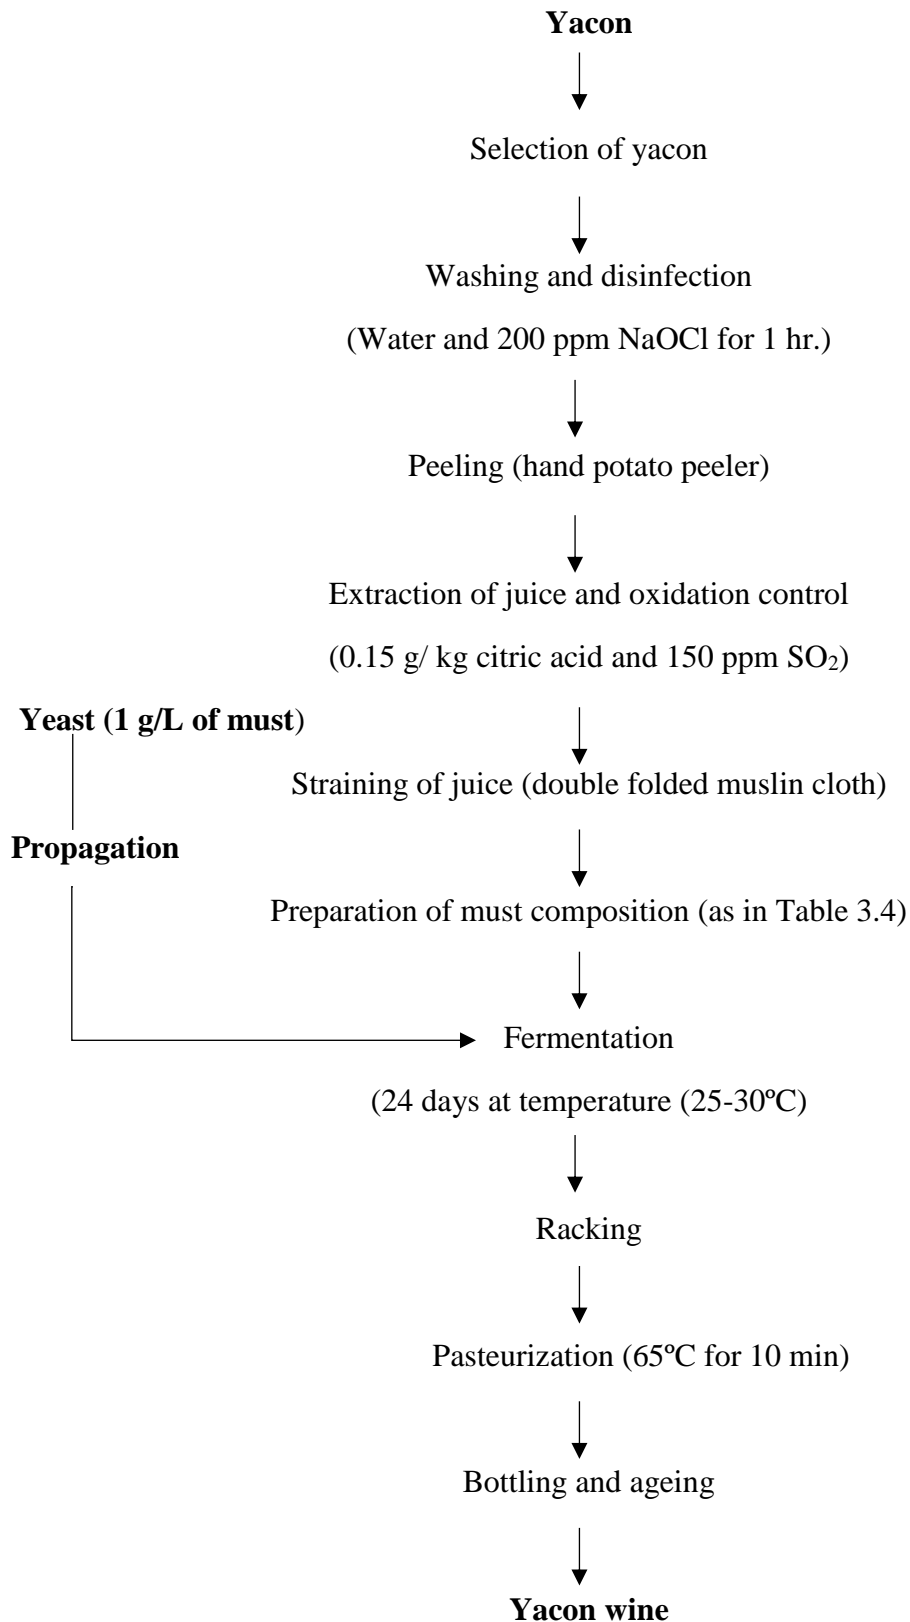 Yacon
Selection of yacon
Washing and disinfection
(Water and 200 ppm NaOCl for 1 hr.)
Peeling (hand potato peeler)
Extraction of juice and oxidation control
(0.15 g/ kg citric acid and 150 ppm SO₂)
Yeast (1 g/L of must)
Straining of juice (double folded muslin cloth)
Propagation
Preparation of must composition (as in Table 3.4)
Fermentation
(24 days at temperature (25-30ºC)
Racking
Pasteurization (65ºC for 10 min)
Bottling and ageing
Yacon wine